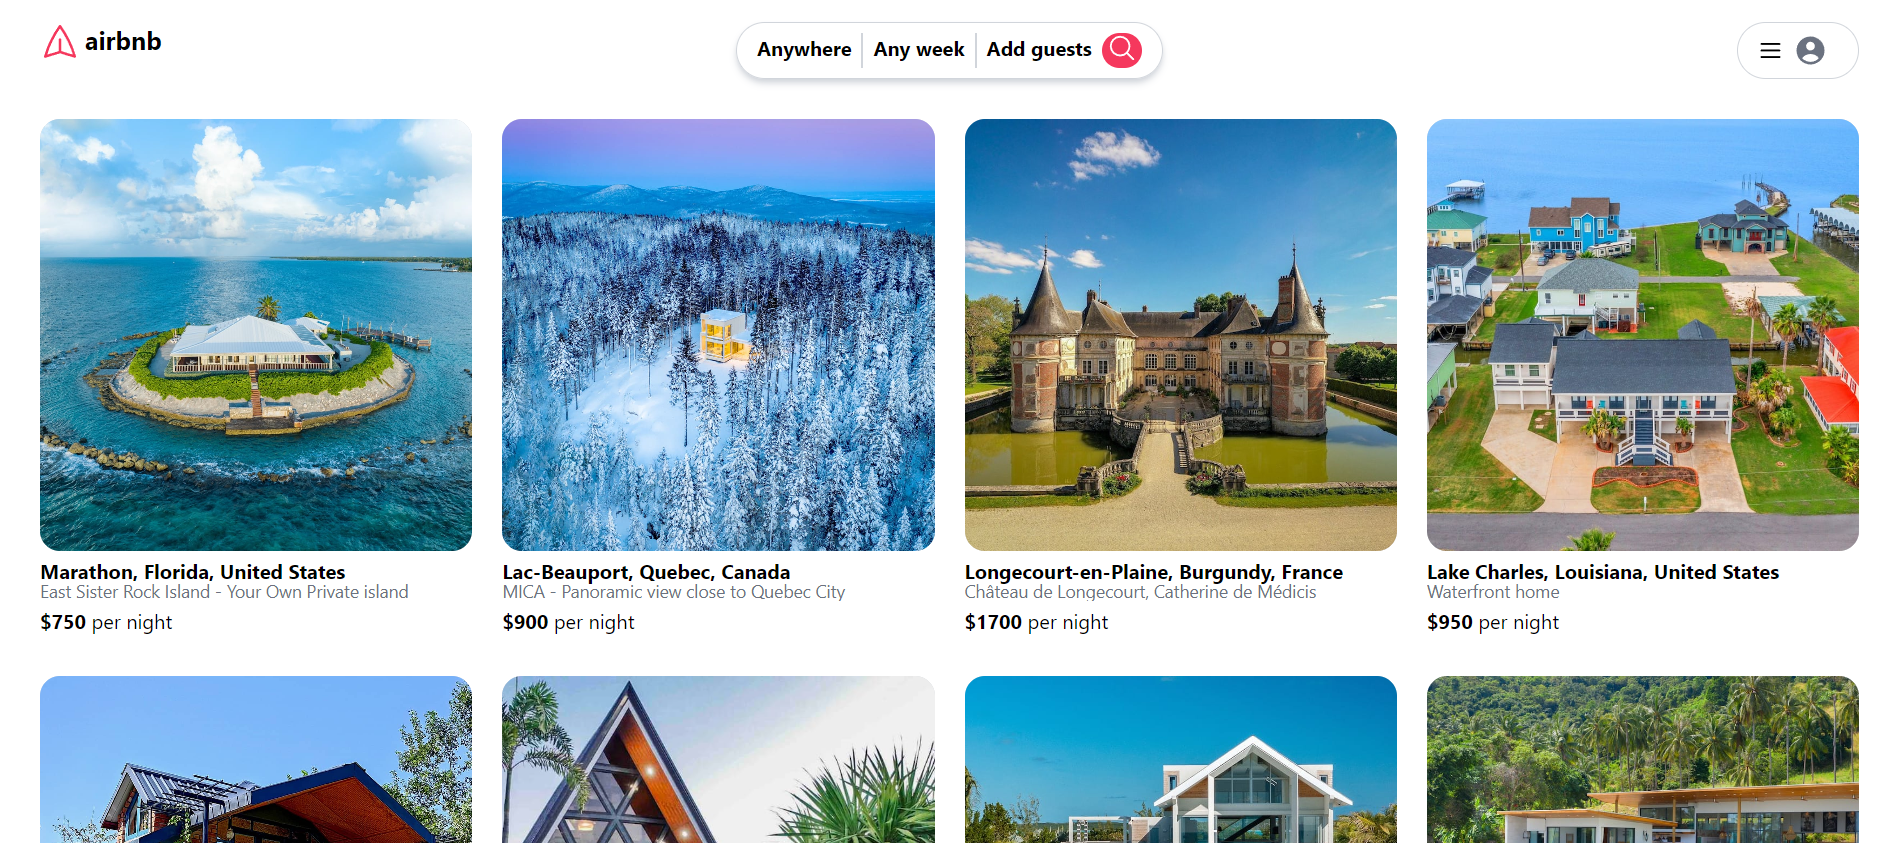 airbnb
Anywhere
Any week
Add guests
Marathon, Florida, United States
East Sister Rock Island - Your Own Private island
$750 per night
Lac-Beauport, Quebec, Canada
MICA - Panoramic view close to Quebec City
$900 per night
Longecourt-en-Plaine, Burgundy, France
Château de Longecourt, Catherine de Médicis
$1700 per night
Lake Charles, Louisiana, United States
Waterfront home
$950 per night